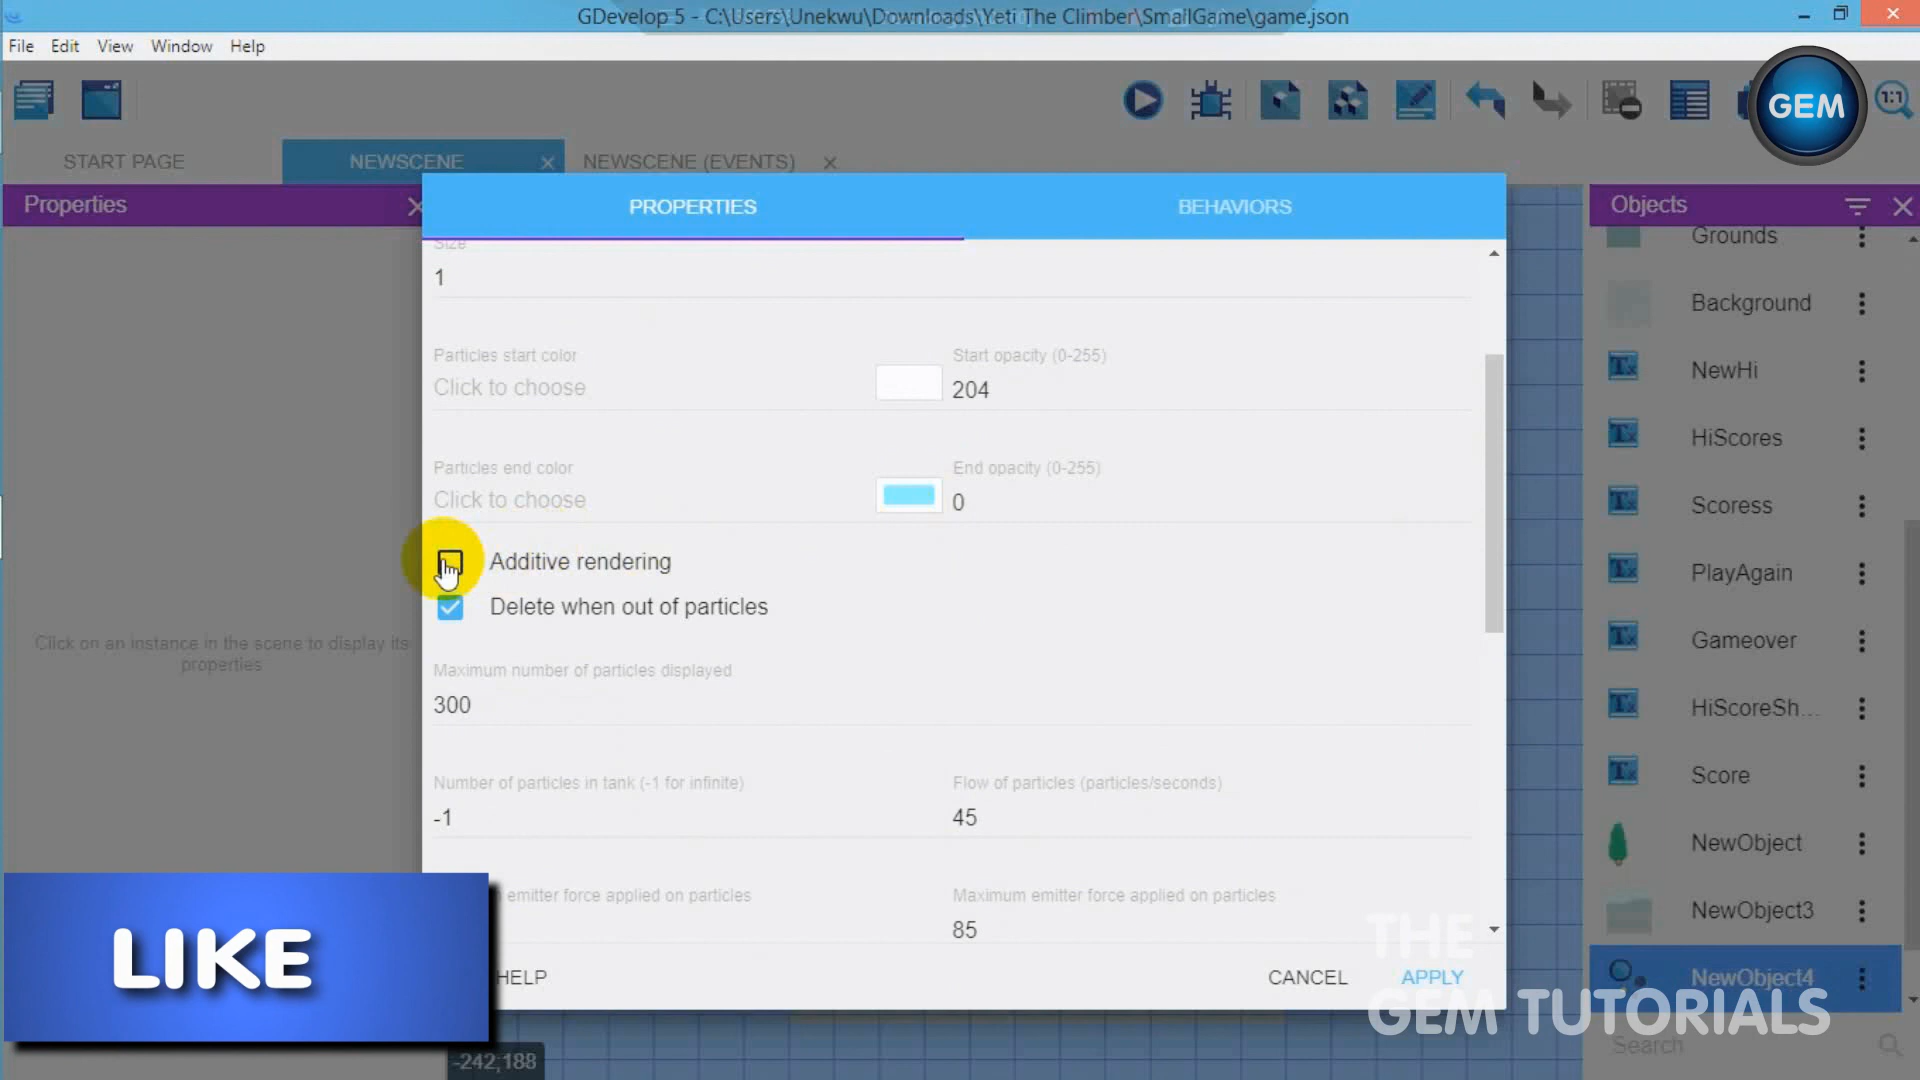 GDevelop 5 - C:\Users\Unekwu\Downloads\Yeti The Climber\SmallGame\game.json
File Edit View Window Help
GEM
1:1
START PAGE
NEWSCENE
NEWSCENE (EVENTS)
Properties
Click on an instance in the scene to display its
properties
PROPERTIES
BEHAVIORS
Size
1
Particles start color
Click to choose
Start opacity (0-255)
204
Particles end color
Click to choose
End opacity (0-255)
0
Additive rendering
Delete when out of particles
Maximum number of particles displayed
300
Number of particles in tank (-1 for infinite)
-1
Flow of particles (particles/seconds)
45
emitter force applied on particles
Maximum emitter force applied on particles
85
HELP
CANCEL
APPLY
Objects
Grounds
Background
NewHi
HiScores
Scoress
PlayAgain
Gameover
HiScoreSh...
Score
NewObject
NewObject3
NewObject4
Search
LIKE
-242;188
THE
GEM TUTORIALS